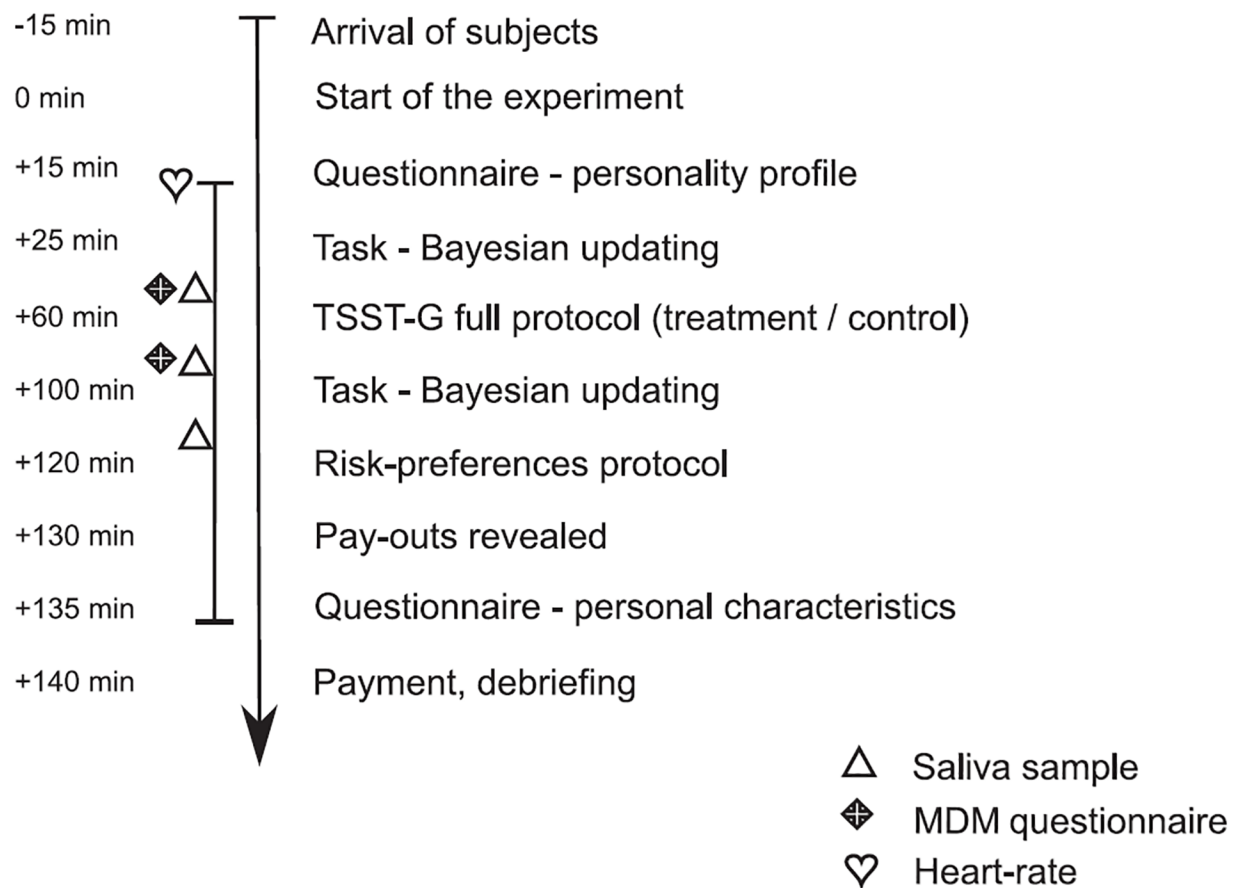 -15 min Arrival of subjects
0 min Start of the experiment
+15 min Questionnaire - personality profile
+25 min Task - Bayesian updating
+60 min TSST-G full protocol (treatment / control)
+100 min Task - Bayesian updating
+120 min Risk-preferences protocol
+130 min Pay-outs revealed
+135 min Questionnaire - personal characteristics
+140 min Payment, debriefing
Saliva sample
MDM questionnaire
Heart-rate